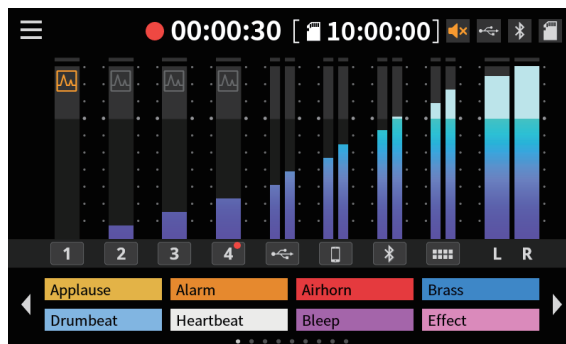 00:00:30 [ 10:00:00]
1 2 3 4 L R
Applause Alarm Airhorn Brass
Drumbeat Heartbeat Bleep Effect